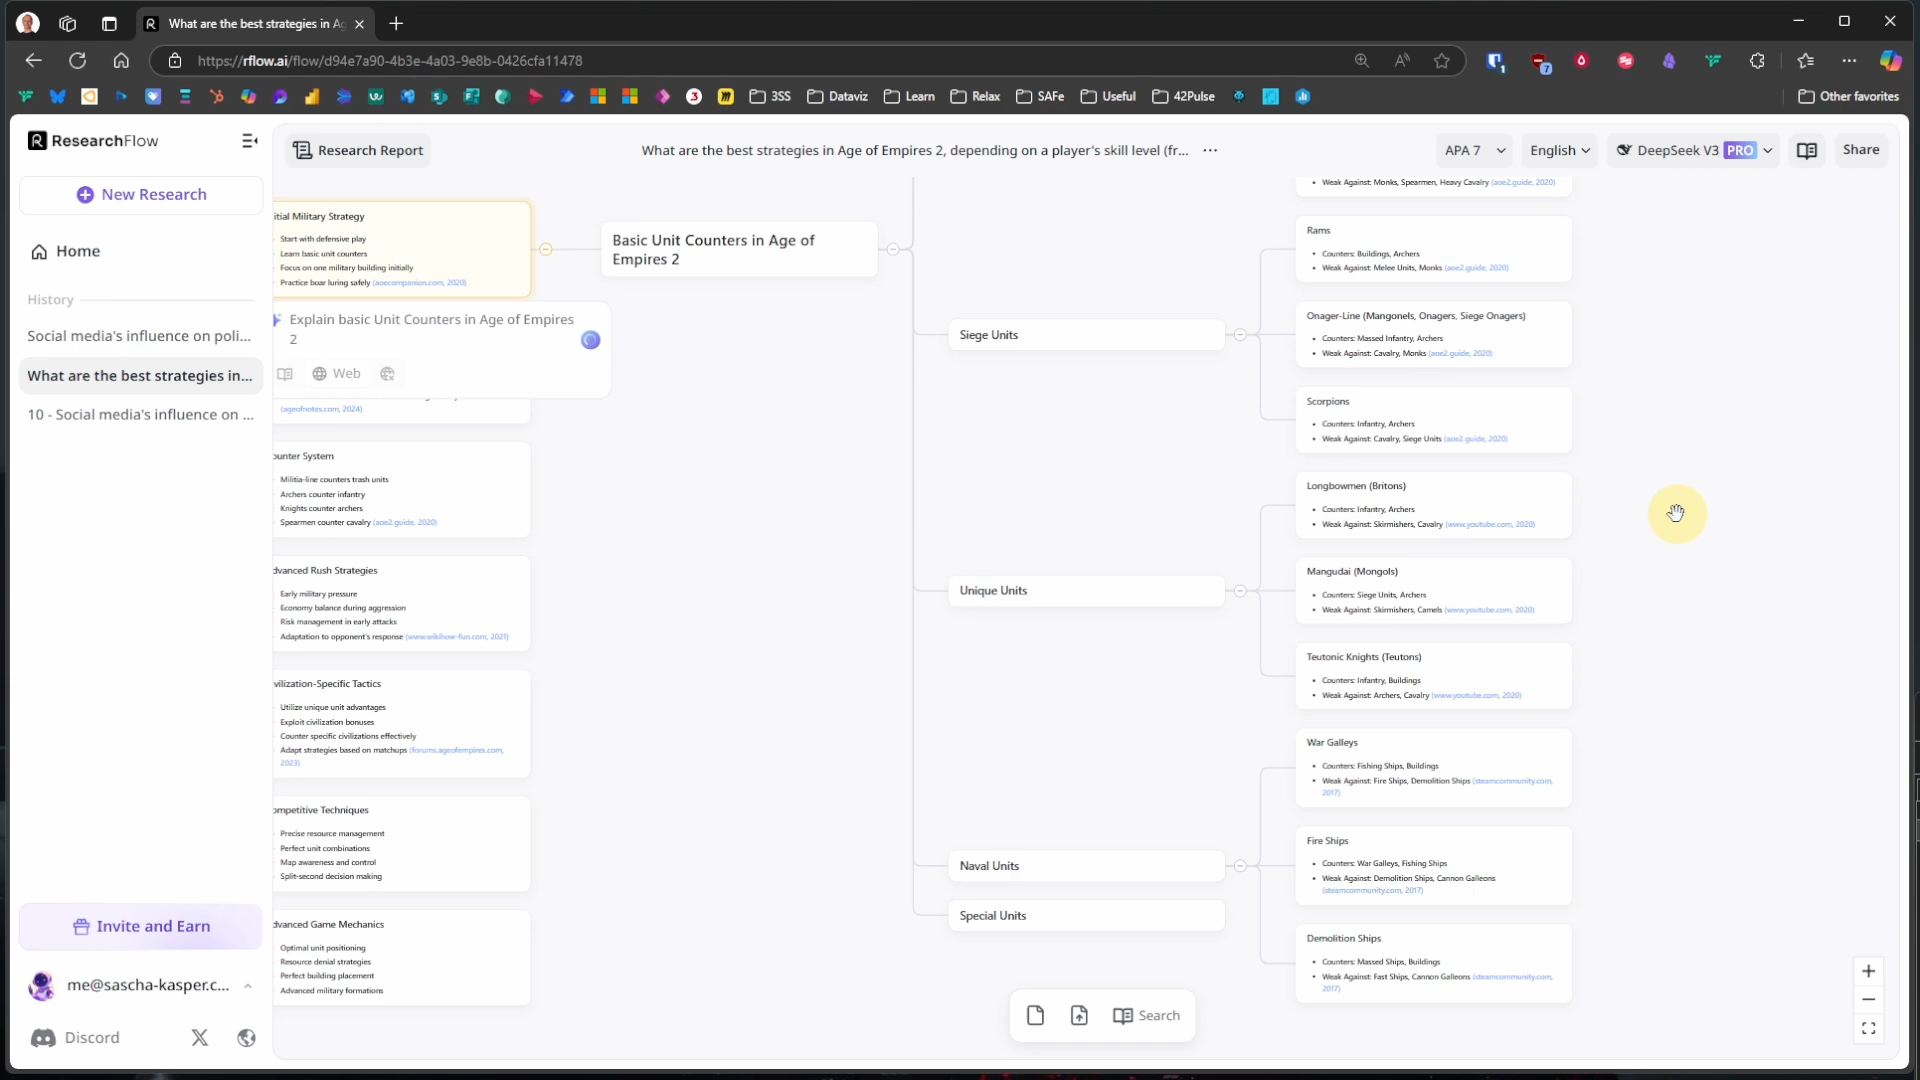 What are the best strategies in Ag
https://rflow.ai/flow/d94e7a90-4b3e-4a03-9e8b-0426cfa11478
3SS
Dataviz
Learn
Relax
SAFe
Useful
42Pulse
Other favorites
ResearchFlow
New Research
Home
History
Social media's influence on poli...
What are the best strategies in...
10 - Social media's influence on ...
Invite and Earn
me@sascha-kasper.c...
Discord
Research Report
What are the best strategies in Age of Empires 2, depending on a player's skill level (fr...
APA 7
English
DeepSeek V3 PRO
Share
itial Military Strategy
Start with defensive play
Learn basic unit counters
Focus on one military building initially
Practice boar luring safely (aoecompanion.com, 2020)
Explain basic Unit Counters in Age of Empires
2
Web
(ageofnotes.com, 2024)
ounter System
Militia-line counters trash units
Archers counter infantry
Knights counter archers
Spearmen counter cavalry (aoe2.guide, 2020)
dvanced Rush Strategies
Early military pressure
Economy balance during aggression
Risk management in early attacks
Adaptation to opponent's response (www.wikihow-fun.com, 2021)
vilization-Specific Tactics
Utilize unique unit advantages
Exploit civilization bonuses
Counter specific civilizations effectively
Adapt strategies based on matchups (forums.ageofempires.com,
2023)
ompetitive Techniques
Precise resource management
Perfect unit combinations
Map awareness and control
Split-second decision making
dvanced Game Mechanics
Optimal unit positioning
Resource denial strategies
Perfect building placement
Advanced military formations
Basic Unit Counters in Age of
Empires 2
Siege Units
Unique Units
Naval Units
Special Units
• Weak Against: Monks, Spearmen, Heavy Cavalry (aoe2.guide, 2020)
Rams
• Counters: Buildings, Archers
• Weak Against: Melee Units, Monks (aoe2.guide, 2020)
Onager-Line (Mangonels, Onagers, Siege Onagers)
• Counters: Massed Infantry, Archers
• Weak Against: Cavalry, Monks (aoe2.guide, 2020)
Scorpions
• Counters: Infantry, Archers
• Weak Against: Cavalry, Siege Units (aoe2.guide, 2020)
Longbowmen (Britons)
• Counters: Infantry, Archers
• Weak Against: Skirmishers, Cavalry (www.youtube.com, 2020)
Mangudai (Mongols)
• Counters: Siege Units, Archers
• Weak Against: Skirmishers, Camels (www.youtube.com, 2020)
Teutonic Knights (Teutons)
• Counters: Infantry, Buildings
• Weak Against: Archers, Cavalry (www.youtube.com, 2020)
War Galleys
• Counters: Fishing Ships, Buildings
• Weak Against: Fire Ships, Demolition Ships (steamcommunity.com,
2017)
Fire Ships
• Counters: War Galleys, Fishing Ships
• Weak Against: Demolition Ships, Cannon Galleons
(steamcommunity.com, 2017)
Demolition Ships
• Counters: Massed Ships, Buildings
• Weak Against: Fast Ships, Cannon Galleons (steamcommunity.com,
2017)
Search